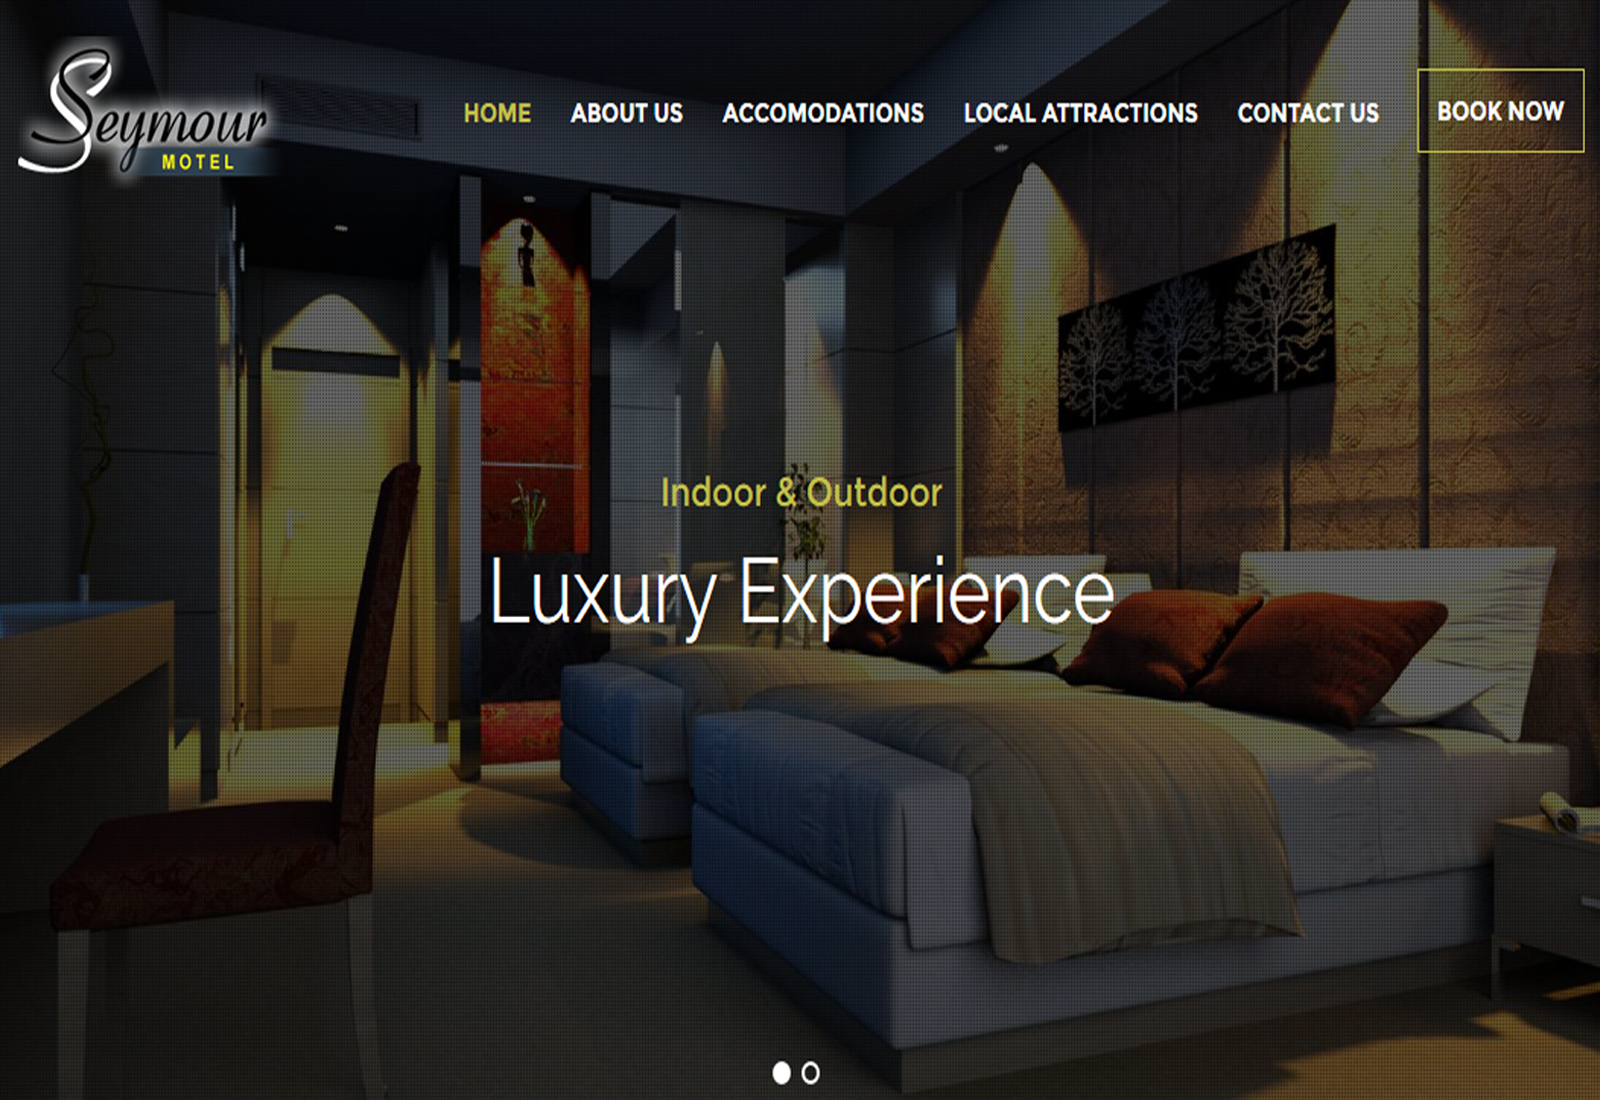 Seymour
MOTEL
HOME ABOUT US ACCOMODATIONS LOCAL ATTRACTIONS CONTACT US BOOK NOW
Indoor & Outdoor
Luxury Experience